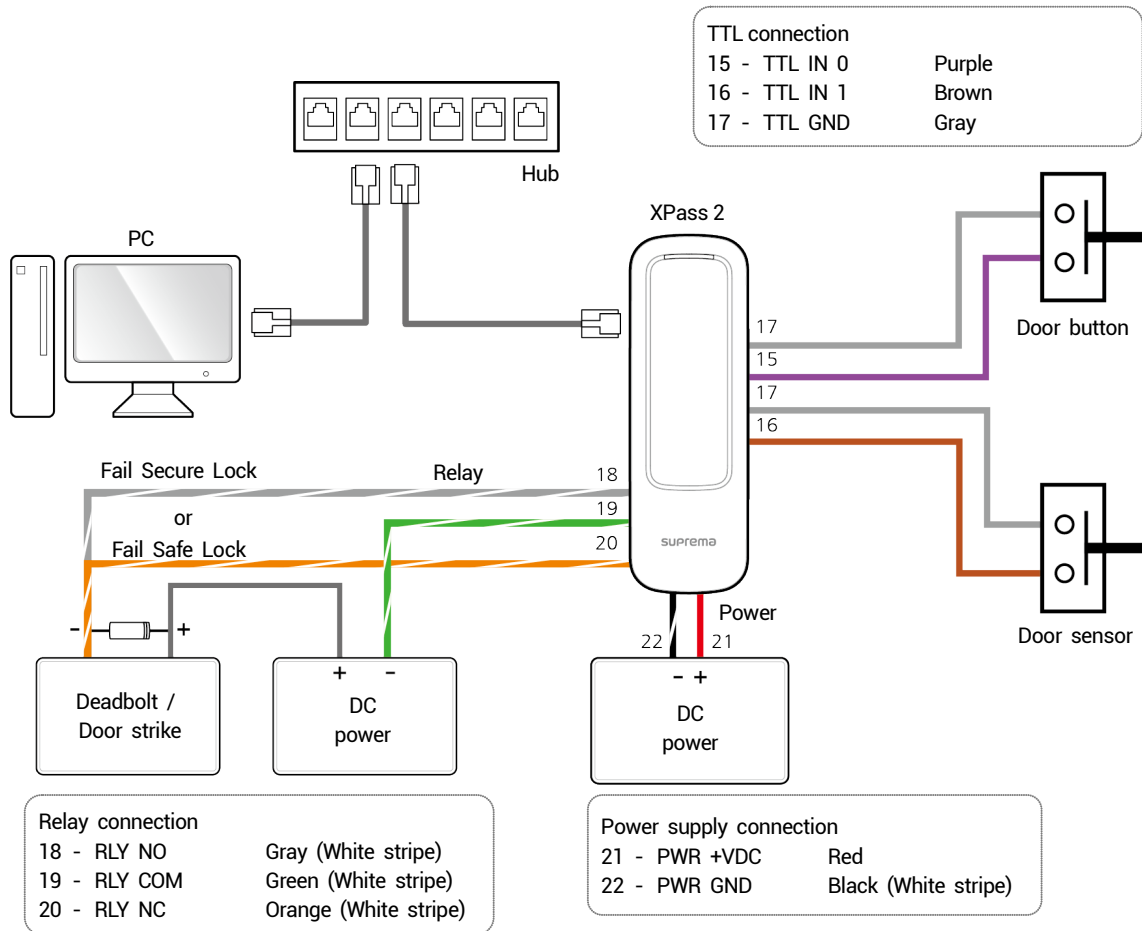 TTL connection
15 - TTL IN 0 Purple
16 - TTL IN 1 Brown
17 - TTL GND Gray
Hub
XPass 2
PC
17
Door button
15
17
16
Fail Secure Lock
Relay
18
or
19
Fail Safe Lock
20
suprema
Power
- +
22
21
Door sensor
+ -
- +
Deadbolt /
Door strike
DC
power
DC
power
Relay connection
18 - RLY NO Gray (White stripe)
19 - RLY COM Green (White stripe)
20 - RLY NC Orange (White stripe)
Power supply connection
21 - PWR +VDC Red
22 - PWR GND Black (White stripe)